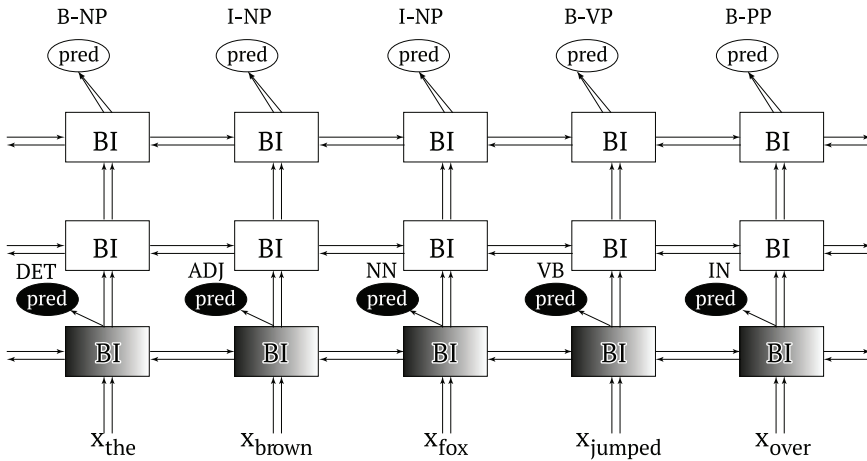 B-NP I-NP I-NP B-VP B-PP
pred pred pred pred pred
BI BI BI BI BI
BI BI BI BI BI
DET ADJ NN VB IN
pred pred pred pred pred
BI BI BI BI BI
x_the x_brown x_fox x_jumped x_over